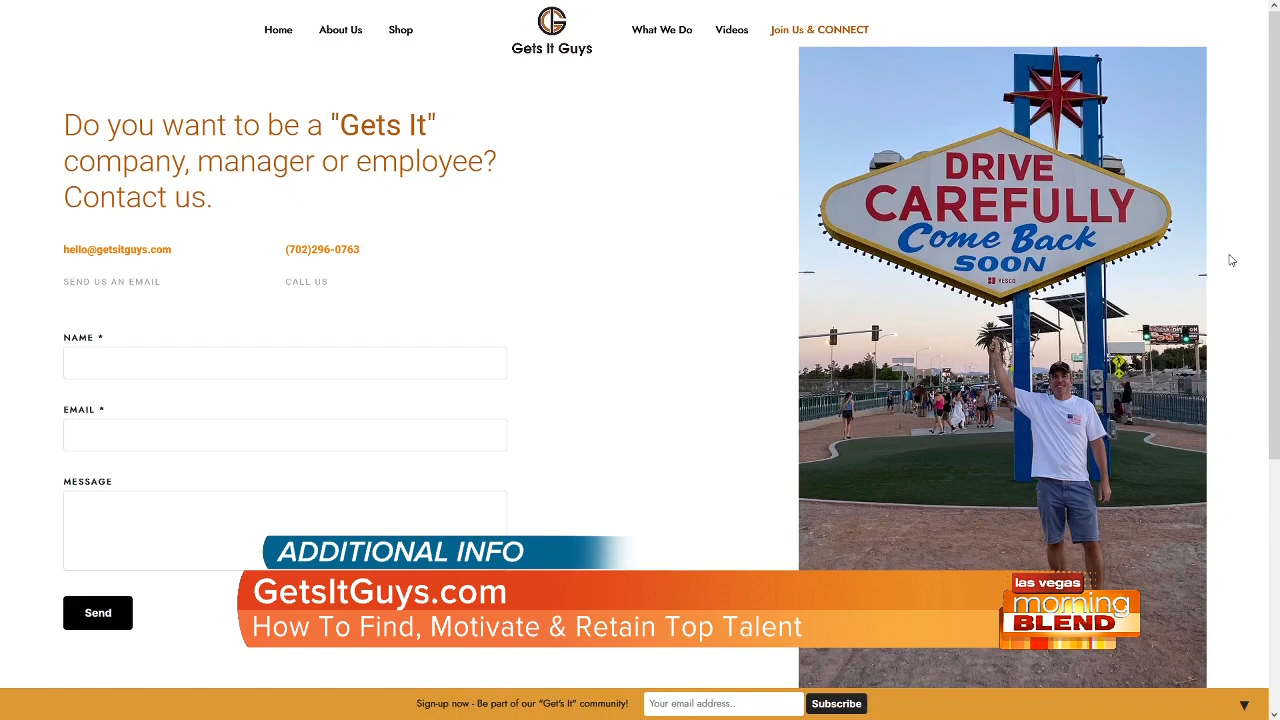 Home
About Us
Shop
Gets It Guys
What We Do
Videos
Join Us & CONNECT
Do you want to be a "Gets It"
company, manager or employee?
Contact us.
hello@getsitguys.com
(702)296-0763
SEND US AN EMAIL
CALL US
NAME *
EMAIL *
MESSAGE
Send
DRIVE
CAREFULLY
Come Back
SOON
YESCO
ADDITIONAL INFO
GetsItGuys.com
How To Find, Motivate & Retain Top Talent
las vegas
morning
BLEND
Sign-up now - Be part of our "Get's It" community!
Your email address..
Subscribe